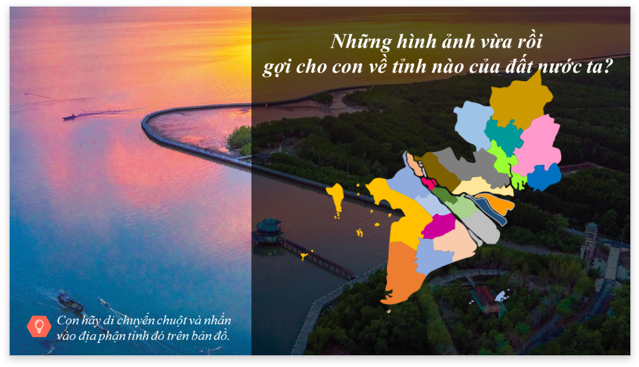 Những hình ảnh vừa rồi
gợi cho con về tỉnh nào của đất nước ta?
Con hãy di chuyển chuột và nhấn
vào địa phận tỉnh đó trên bản đồ.